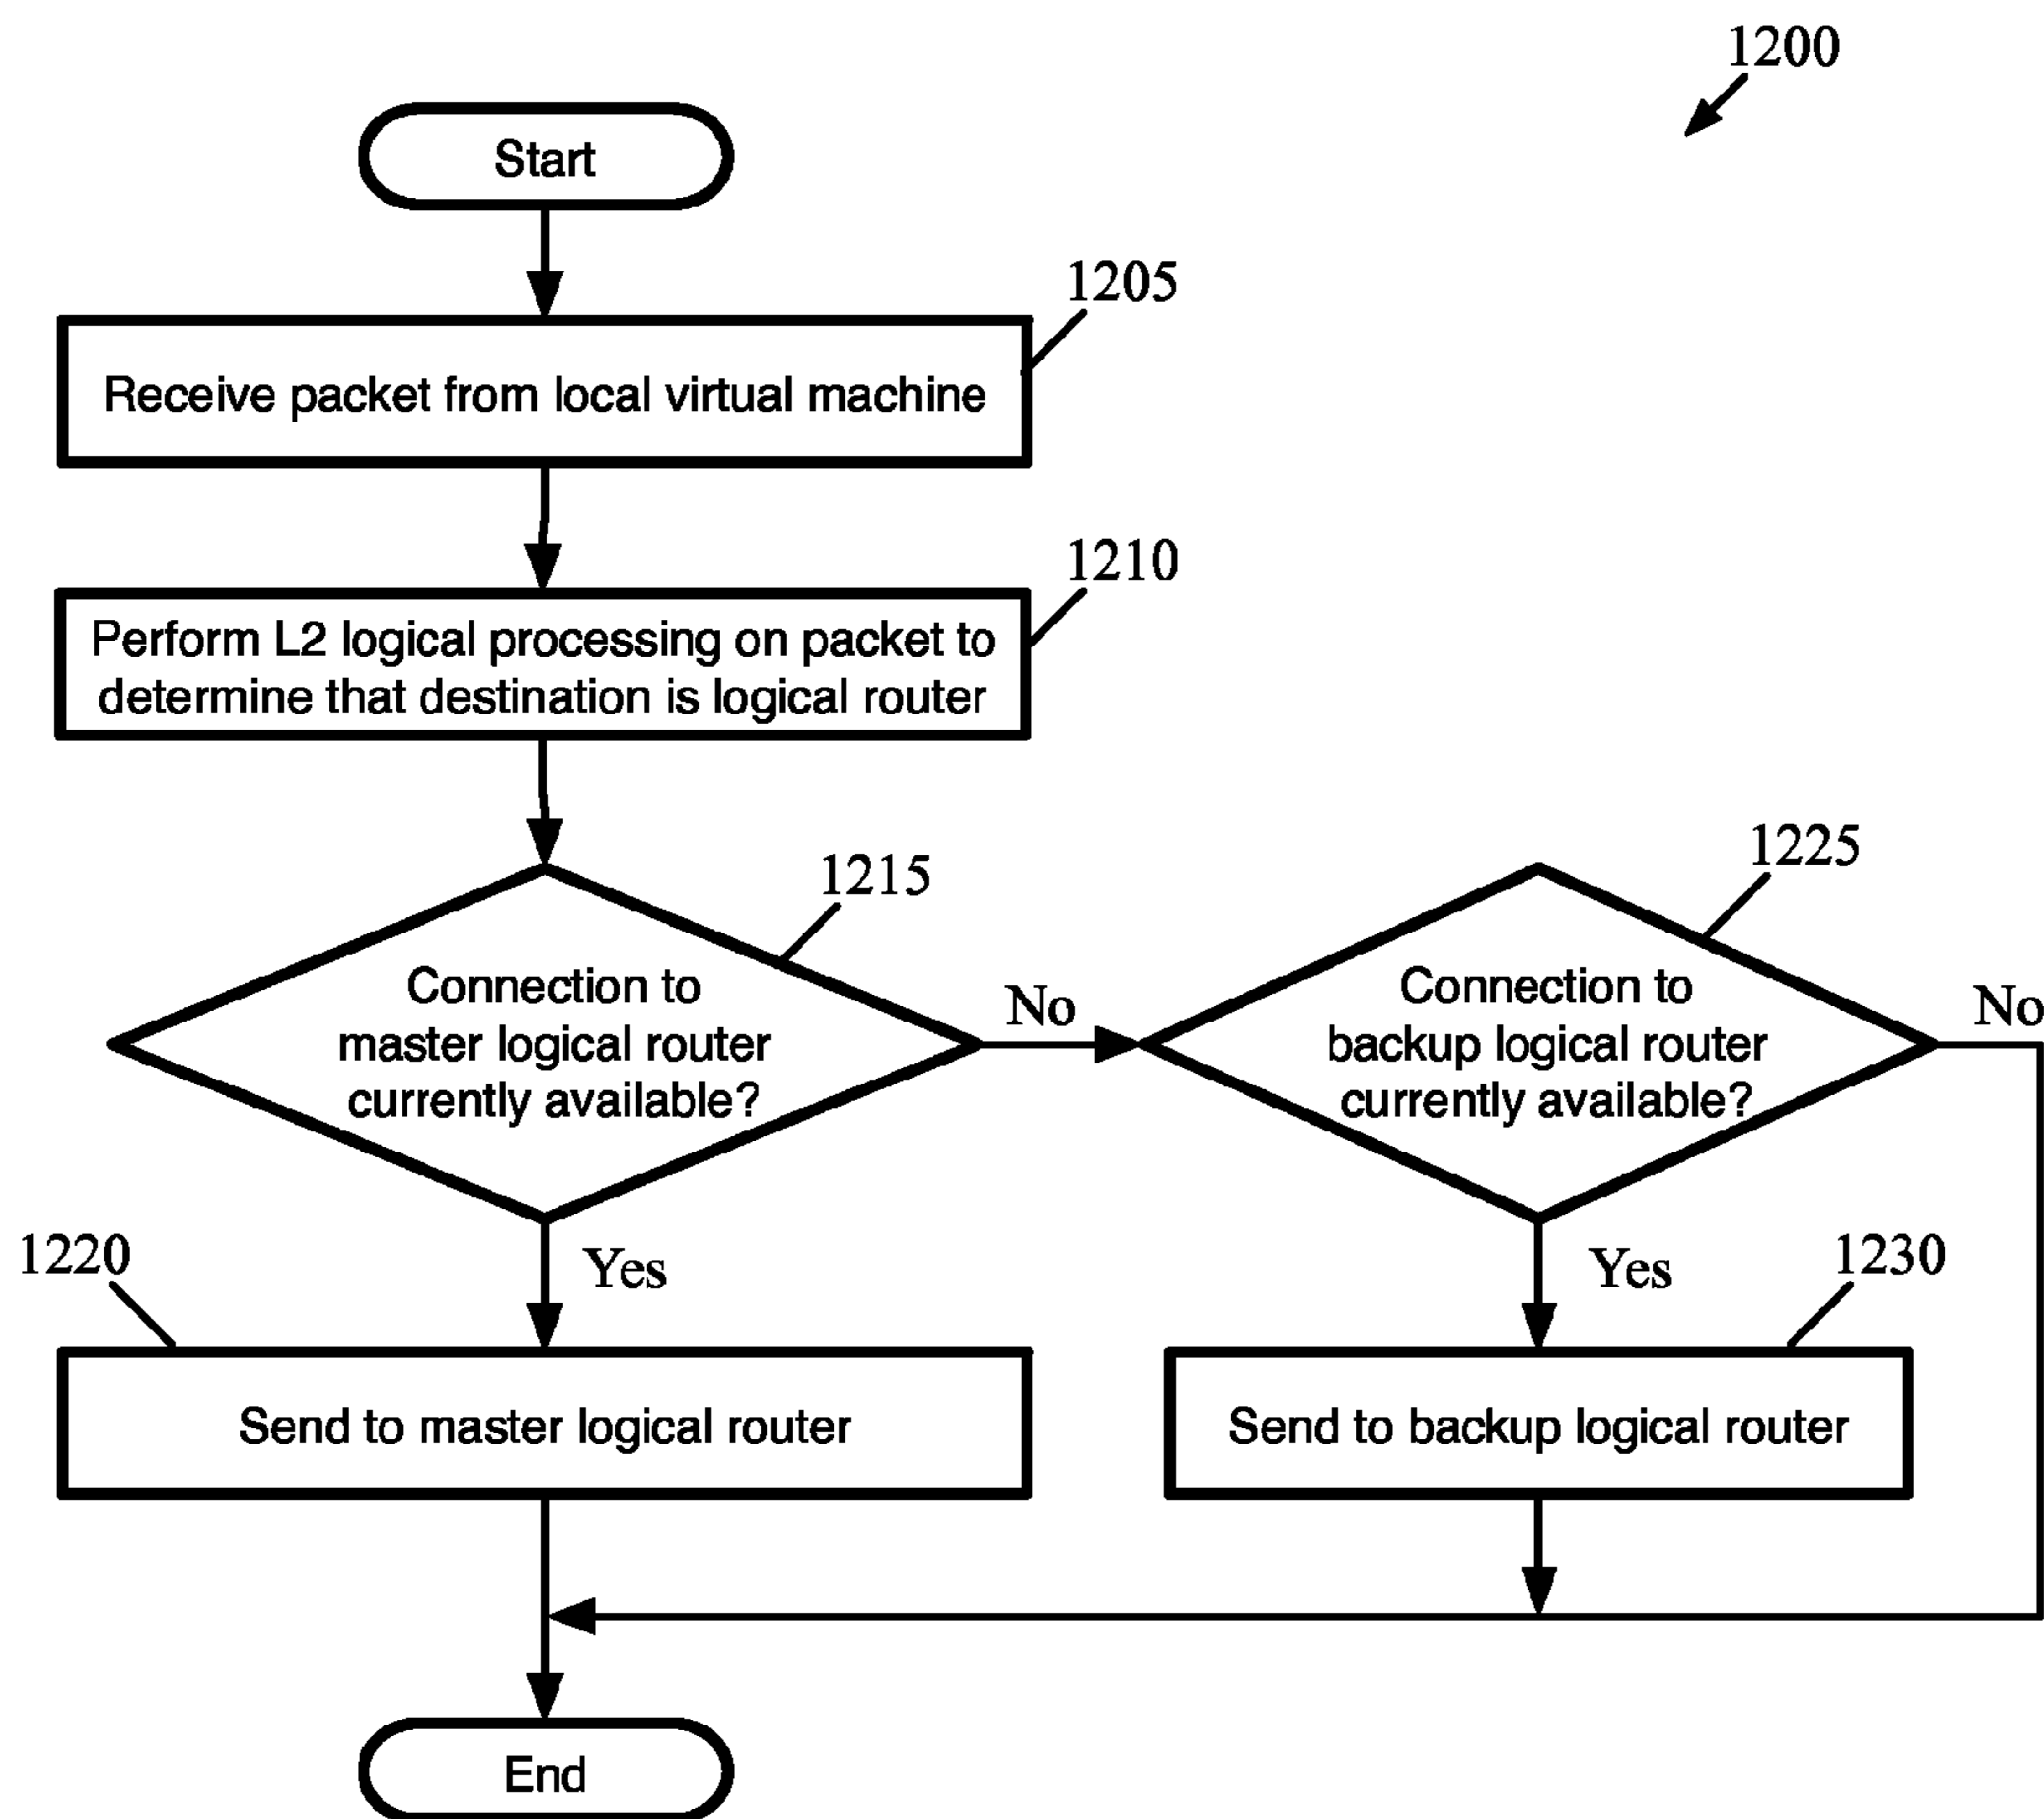 1200
Start
1205
Receive packet from local virtual machine
1210
Perform L2 logical processing on packet to
determine that destination is logical router
1215
Connection to
master logical router
currently available?
No
1225
Connection to
backup logical router
currently available?
No
1220
Yes
Send to master logical router
Yes
1230
Send to backup logical router
End